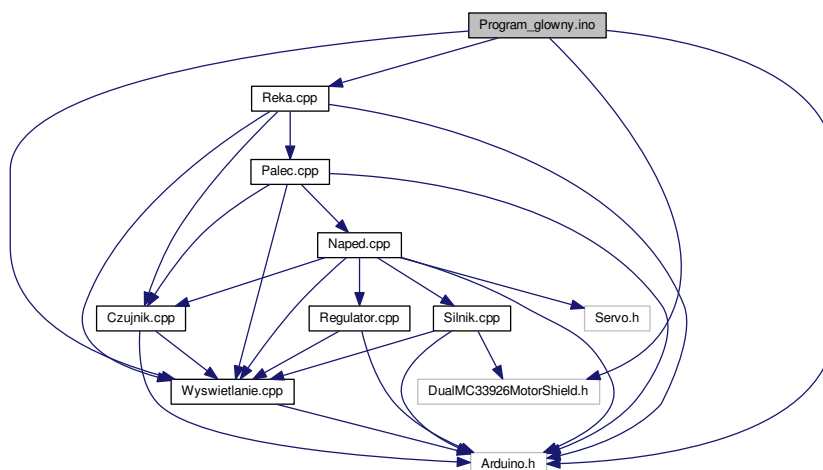 Program_glowny.ino
Reka.cpp
Palec.cpp
Naped.cpp
Czujnik.cpp
Regulator.cpp
Silnik.cpp
Servo.h
Wyswietlanie.cpp
DualMC33926MotorShield.h
Arduino.h